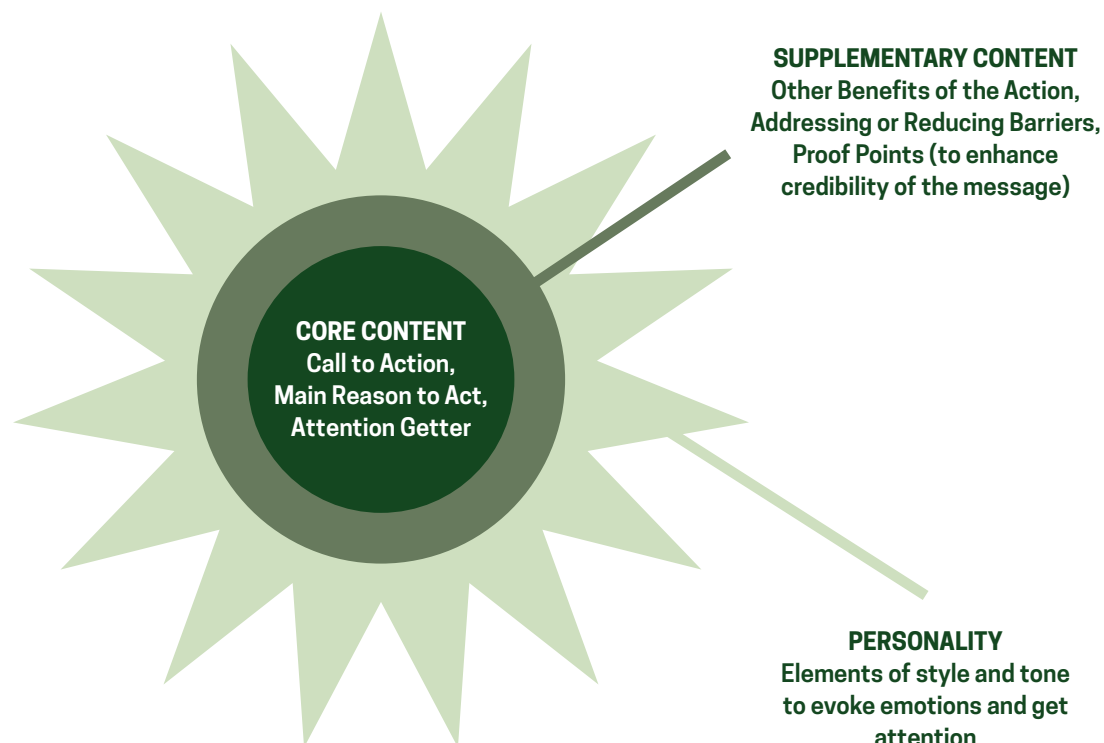 SUPPLEMENTARY CONTENT
Other Benefits of the Action,
Addressing or Reducing Barriers,
Proof Points (to enhance
credibility of the message)
CORE CONTENT
Call to Action,
Main Reason to Act,
Attention Getter
PERSONALITY
Elements of style and tone
to evoke emotions and get
attention